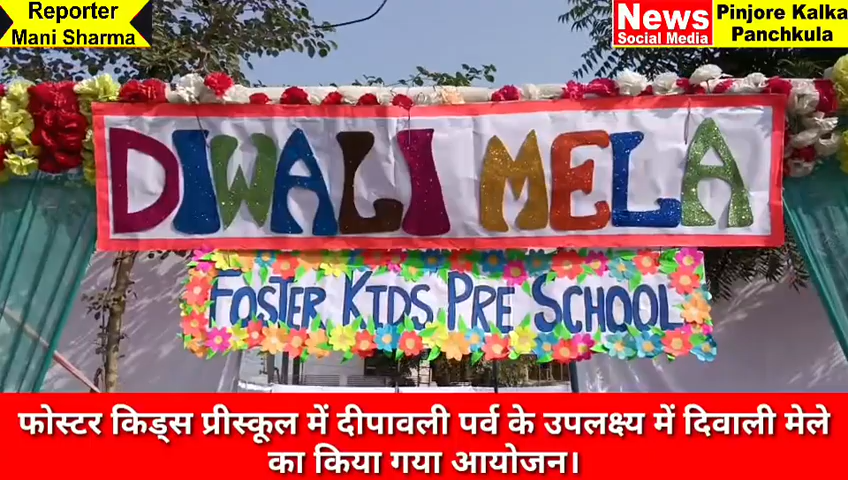 Reporter
Mani Sharma
News
Social Media
Pinjore Kalka
Panchkula
DIWALI MELA
FOSTER KIDS PRE SCHOOL
फोस्टर किड्स प्रीस्कूल में दीपावली पर्व के उपलक्ष्य में दिवाली मेले
का किया गया आयोजन।